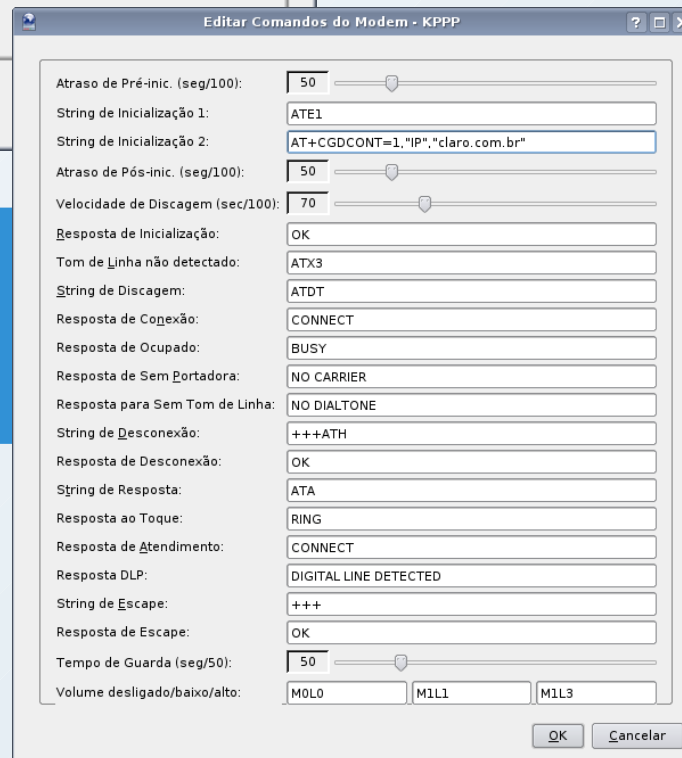 Editar Comandos do Modem - KPPP
Atraso de Pré-inic. (seg/100): 50
String de Inicialização 1: ATE1
String de Inicialização 2: AT+CGDCONT=1,"IP","claro.com.br"
Atraso de Pós-inic. (seg/100): 50
Velocidade de Discagem (sec/100): 70
Resposta de Inicialização: OK
Tom de Linha não detectado: ATX3
String de Discagem: ATDT
Resposta de Conexão: CONNECT
Resposta de Ocupado: BUSY
Resposta de Sem Portadora: NO CARRIER
Resposta para Sem Tom de Linha: NO DIALTONE
String de Desconexão: +++ATH
Resposta de Desconexão: OK
String de Resposta: ATA
Resposta ao Toque: RING
Resposta de Atendimento: CONNECT
Resposta DLP: DIGITAL LINE DETECTED
String de Escape: +++
Resposta de Escape: OK
Tempo de Guarda (seg/50): 50
Volume desligado/baixo/alto: M0L0 M1L1 M1L3
OK Cancelar